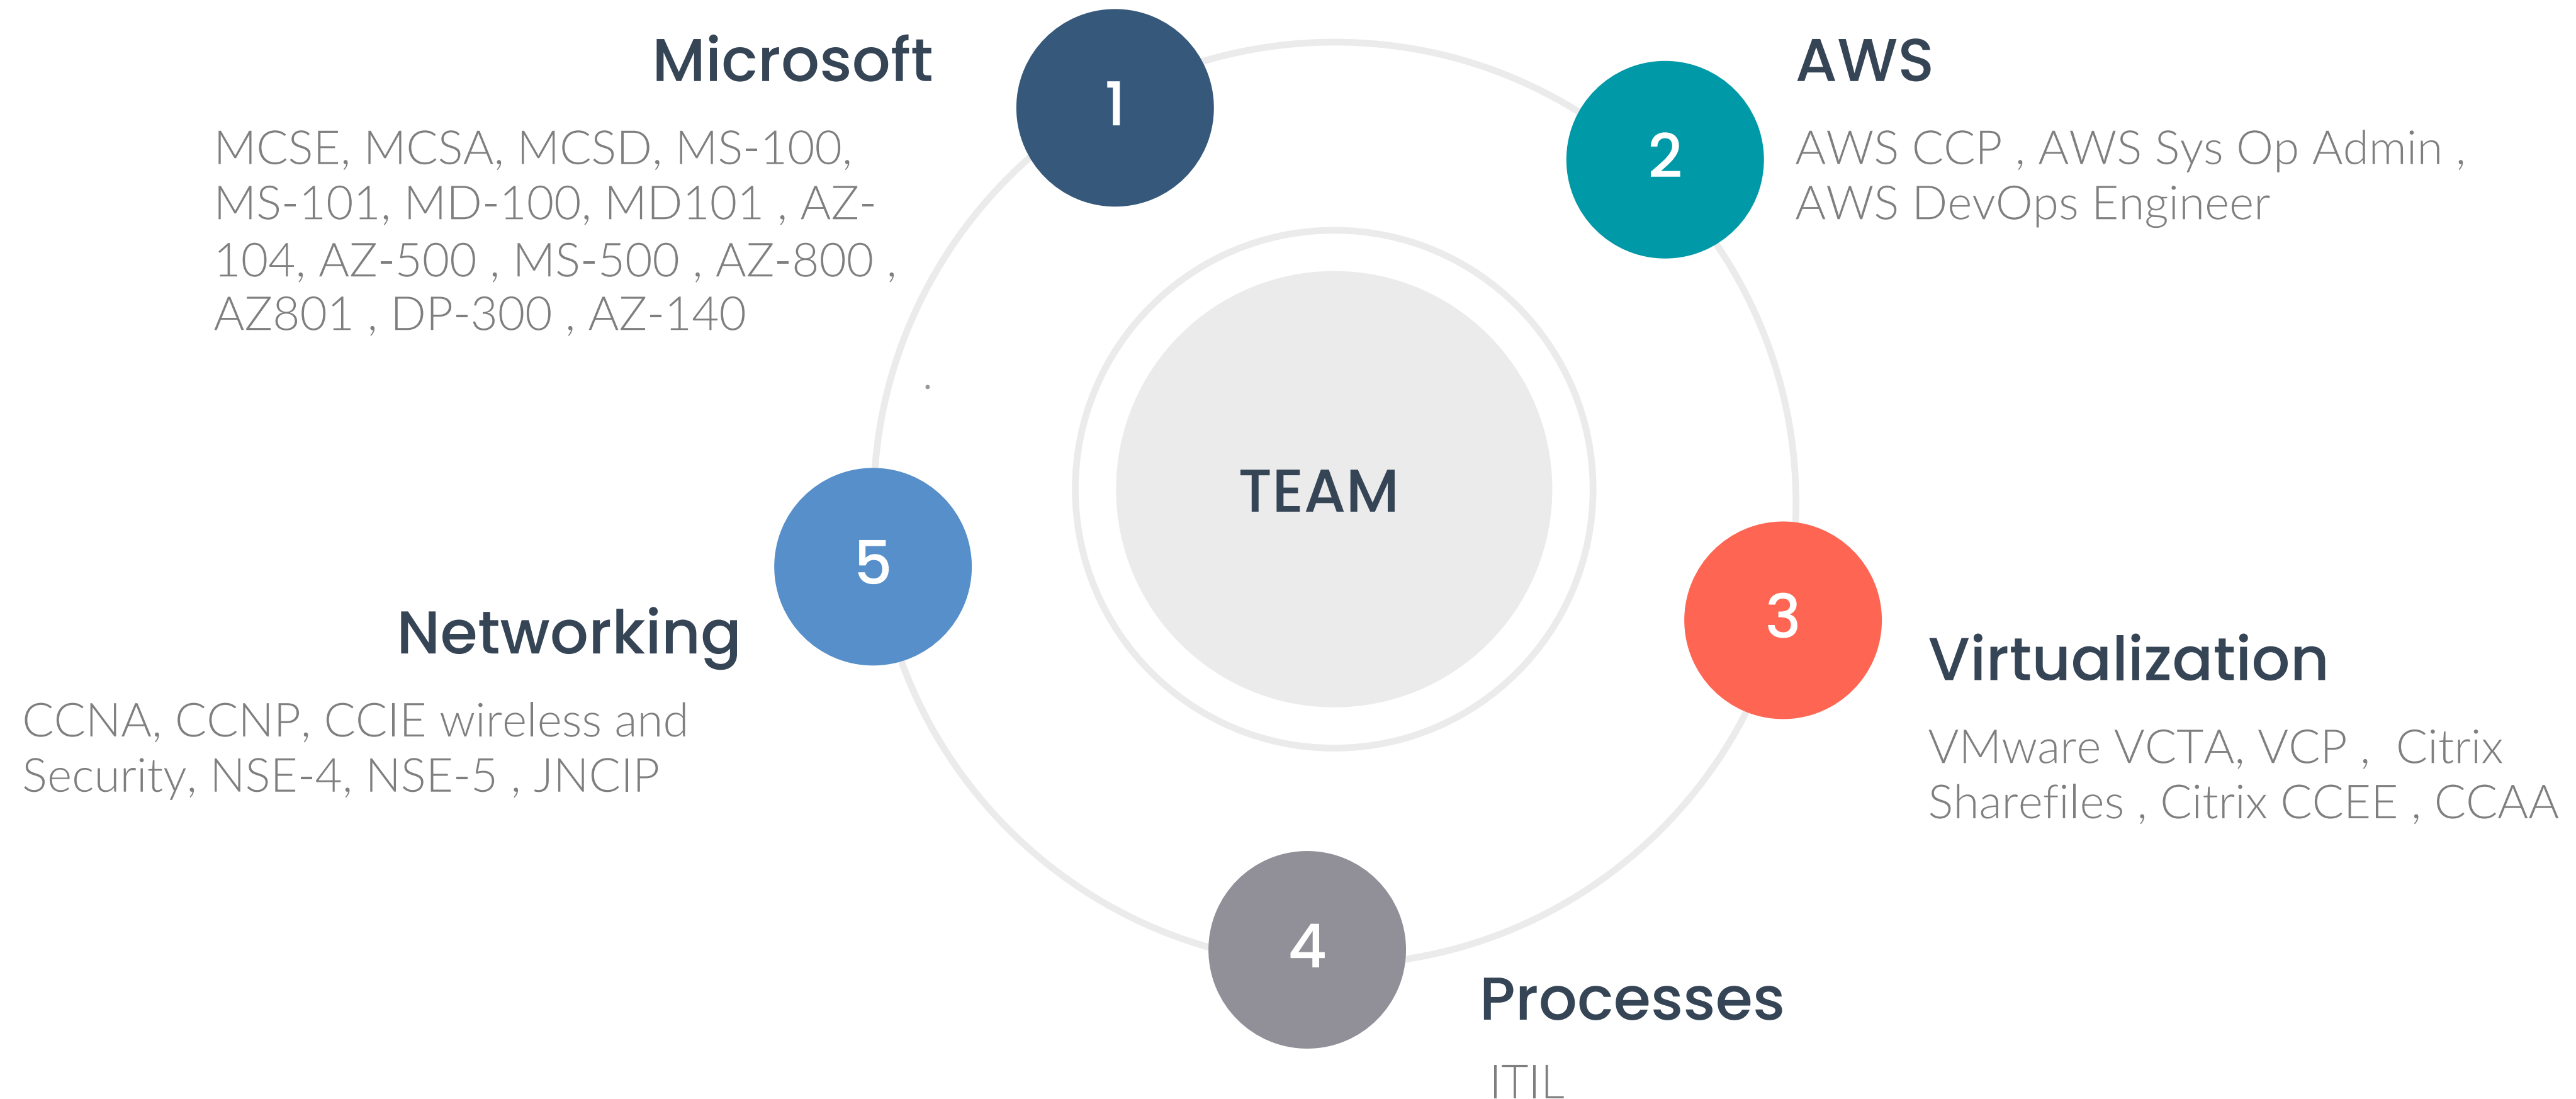 Microsoft
1
MCSE, MCSA, MCSD, MS-100,
MS-101, MD-100, MD101 , AZ-
104, AZ-500 , MS-500 , AZ-800 ,
AZ801 , DP-300 , AZ-140
.
2
AWS
AWS CCP , AWS Sys Op Admin ,
AWS DevOps Engineer
TEAM
3
Virtualization
VMware VCTA, VCP ,  Citrix
Sharefiles , Citrix CCEE , CCAA
4
Processes
ITIL
5
Networking
CCNA, CCNP, CCIE wireless and
Security, NSE-4, NSE-5 , JNCIP